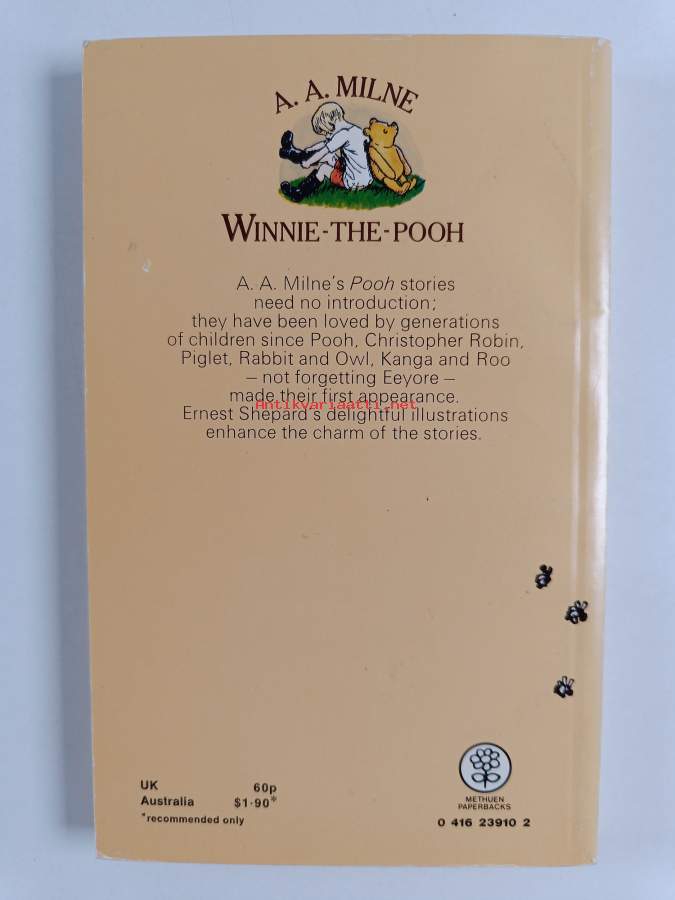 A. A. MILNE
WINNIE-THE-POOH
A. A. Milne's Pooh stories
need no introduction;
they have been loved by generations
of children since Pooh, Christopher Robin,
Piglet, Rabbit and Owl, Kanga and Roo
– not forgetting Eeyore –
made their first appearance.
Antikvariaatti.net
Ernest Shepard's delightful illustrations
enhance the charm of the stories.
UK 60p
Australia $1·90*
*recommended only
METHUEN
PAPERBACKS
0 416 23910 2